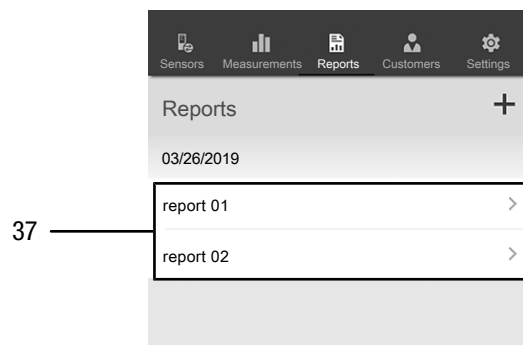 Sensors Measurements Reports Customers Settings
Reports +
03/26/2019
report 01 >
37
report 02 >